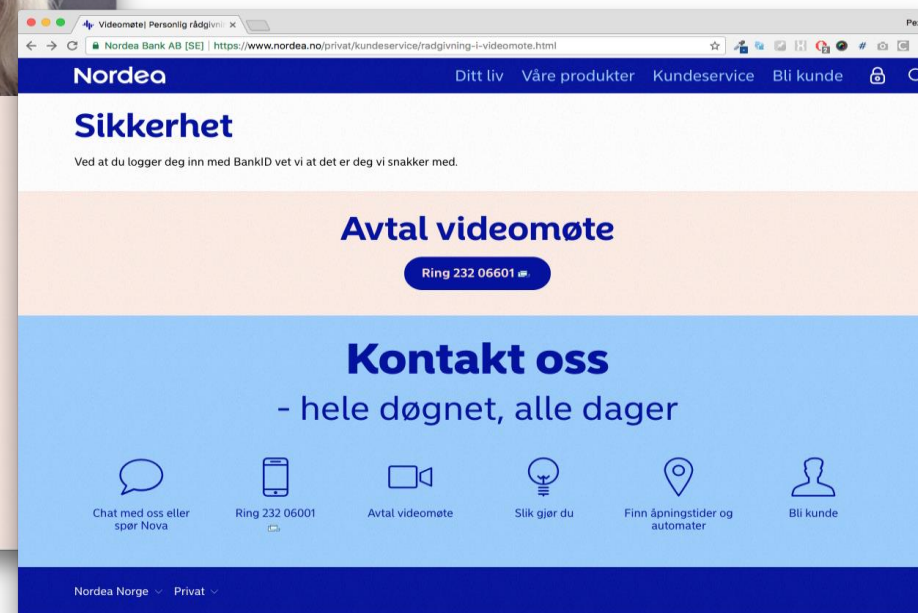 Videomøte| Personlig rådgivni
Nordea Bank AB [SE] | https://www.nordea.no/privat/kundeservice/radgivning-i-videomote.html
Nordea
Ditt liv Våre produkter Kundeservice Bli kunde
Sikkerhet
Ved at du logger deg inn med BankID vet vi at det er deg vi snakker med.
Avtal videomøte
Ring 232 06601
Kontakt oss
- hele døgnet, alle dager
Chat med oss eller
spør Nova
Ring 232 06001
Avtal videomøte
Slik gjør du
Finn åpningstider og
automater
Bli kunde
Nordea Norge Privat